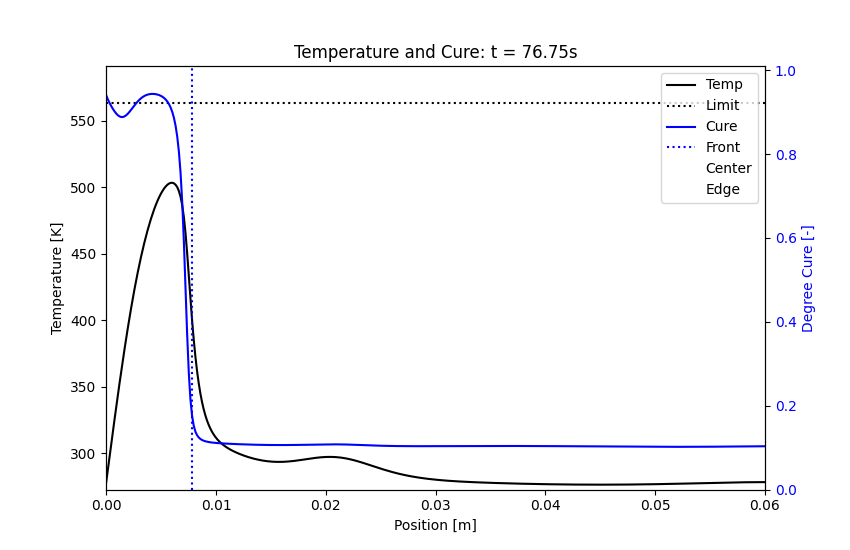 Temperature and Cure: t = 76.75s
Temp
Limit
Cure
Front
Center
Edge
Temperature [K]
550
500
450
400
350
300
Degree Cure [-]
1.0
0.8
0.6
0.4
0.2
0.0
0.00 0.01 0.02 0.03 0.04 0.05 0.06
Position [m]